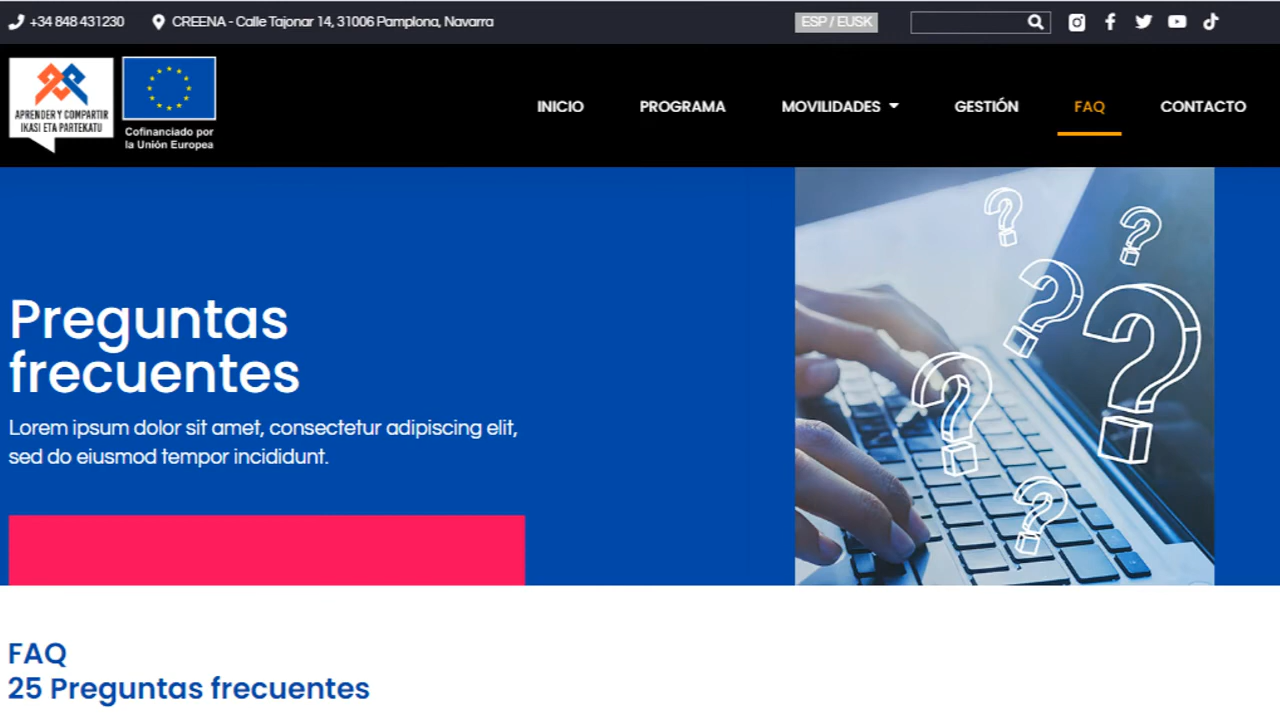 +34 848 431230
CREENA - Calle Tajonar 14, 31006 Pamplona, Navarra
ESP / EUSK
APRENDER Y COMPARTIR
IKASI ETA PARTEKATU
Cofinanciado por
la Unión Europea
INICIO
PROGRAMA
MOVILIDADES
GESTIÓN
FAQ
CONTACTO
Preguntas
frecuentes
Lorem ipsum dolor sit amet, consectetur adipiscing elit,
sed do eiusmod tempor incididunt.
FAQ
25 Preguntas frecuentes